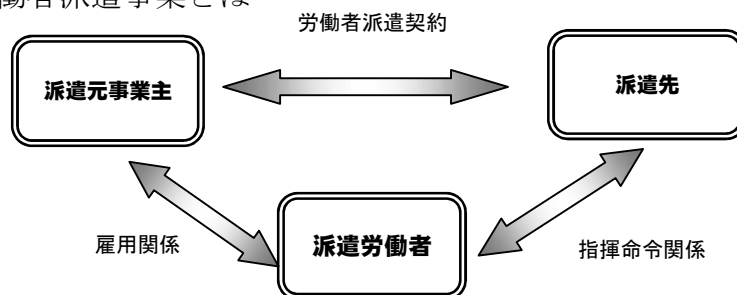 働者派遣事業とは
労働者派遣契約
派遣元事業主
派遣先
雇用関係
派遣労働者
指揮命令関係